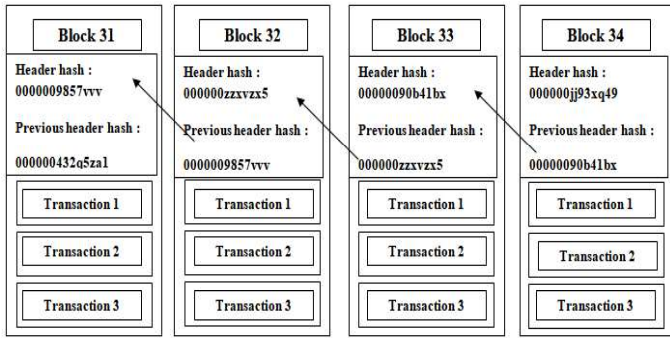 Block 31
Header hash :
0000009857vvv
Previous header hash :
000000432q5za1
Transaction 1
Transaction 2
Transaction 3
Block 32
Header hash :
000000zzxvzx5
Previous header hash :
0000009857vvv
Transaction 1
Transaction 2
Transaction 3
Block 33
Header hash :
00000090b41bx
Previous header hash :
000000zzxvzx5
Transaction 1
Transaction 2
Transaction 3
Block 34
Header hash :
000000jj93xq49
Previous header hash :
00000090b41bx
Transaction 1
Transaction 2
Transaction 3